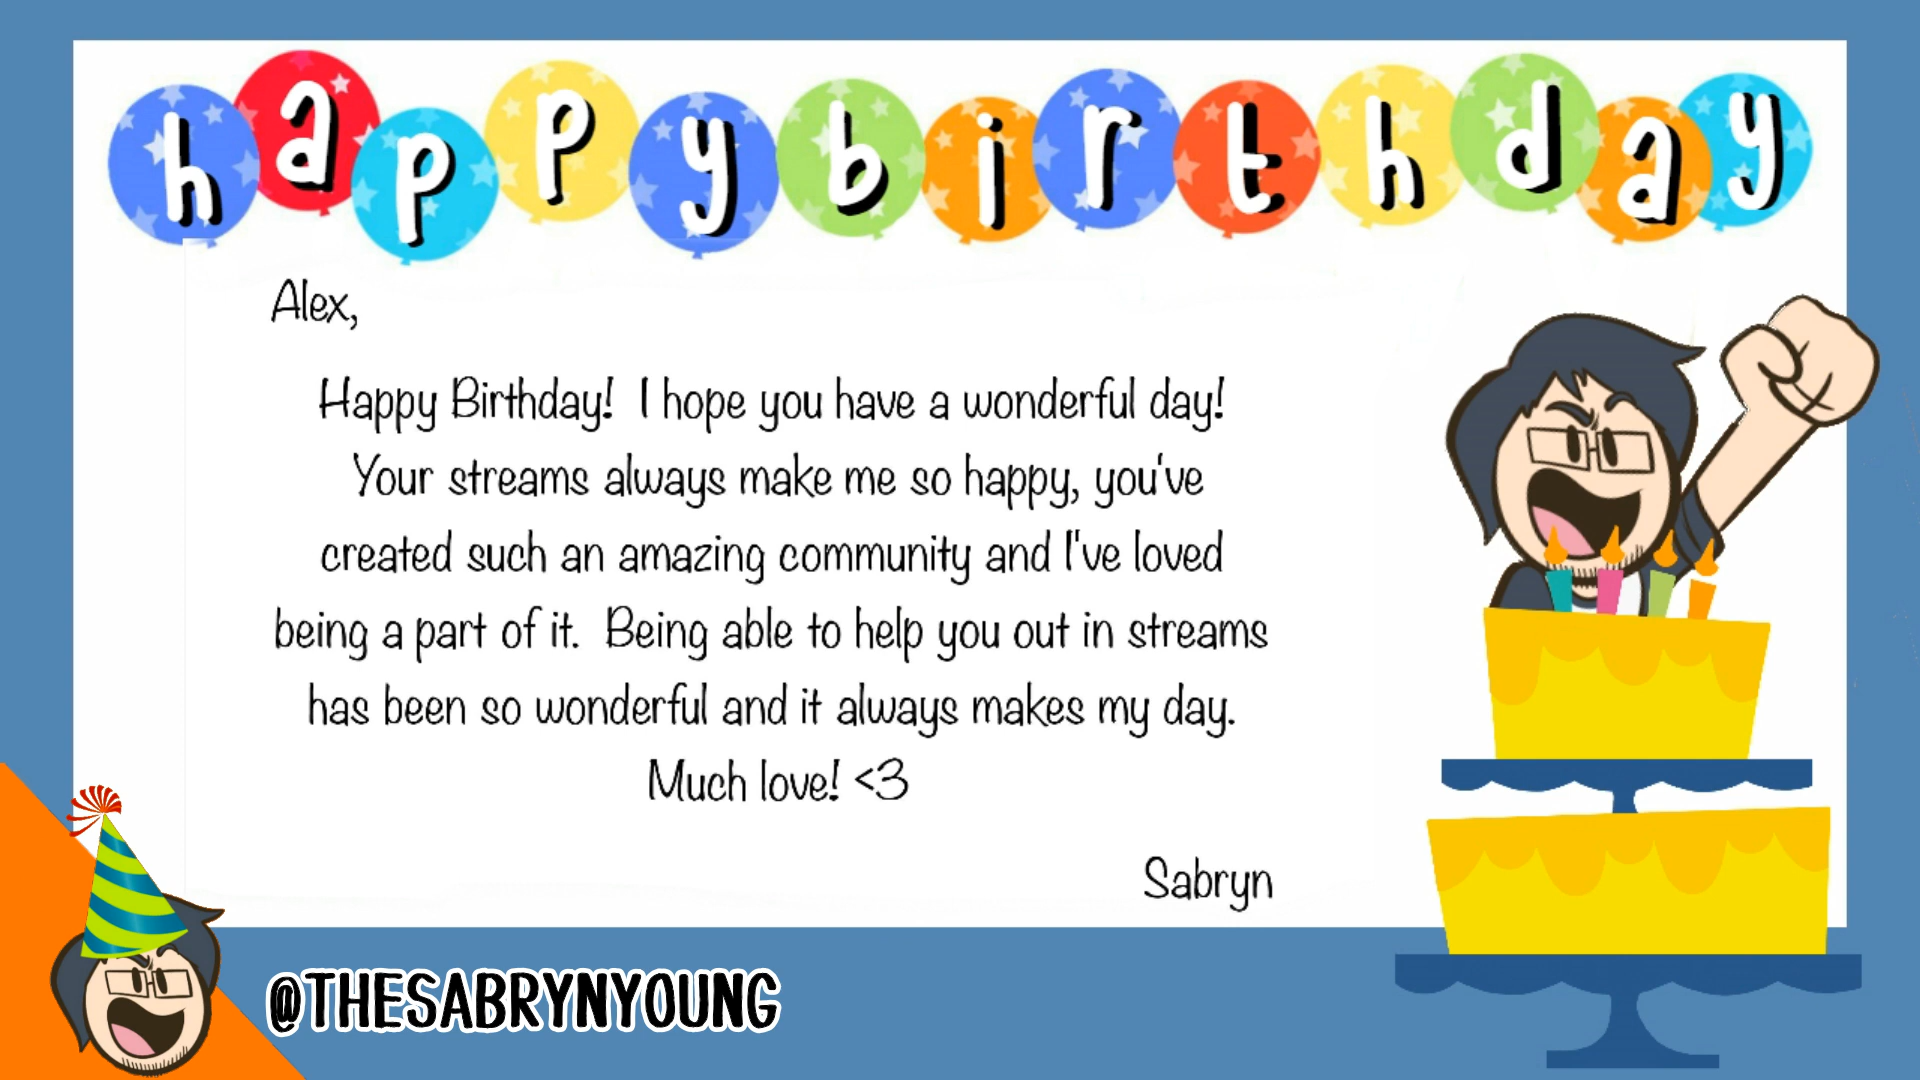 happybirthday
Alex,
Happy Birthday!  I hope you have a wonderful day!
Your streams always make me so happy, you've
created such an amazing community and I've loved
being a part of it.  Being able to help you out in streams
has been so wonderful and it always makes my day.
Much love! <3
Sabryn
@THESABRYNYOUNG